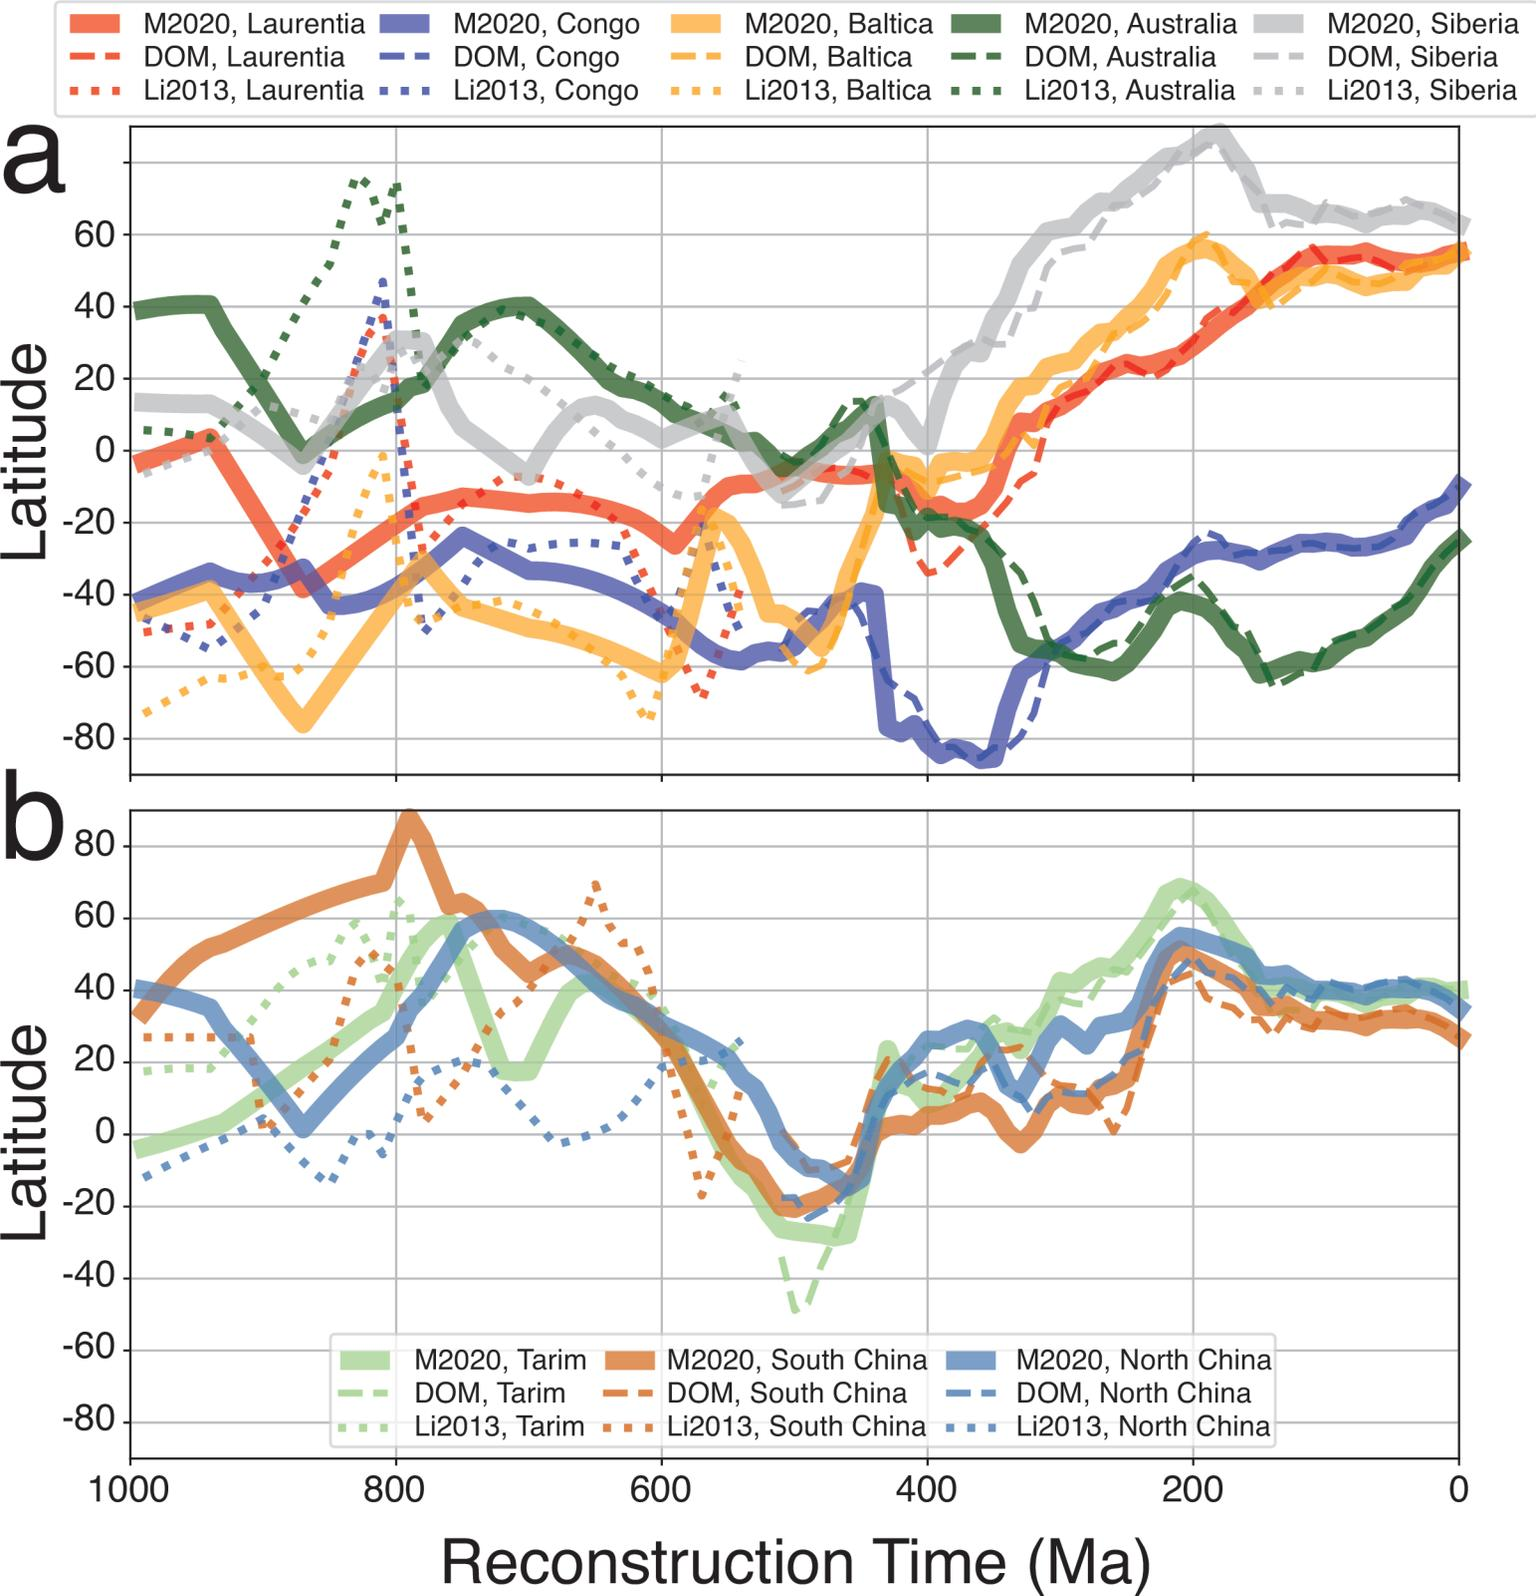 M2020, Laurentia M2020, Congo M2020, Baltica M2020, Australia M2020, Siberia
DOM, Laurentia DOM, Congo DOM, Baltica DOM, Australia DOM, Siberia
Li2013, Laurentia Li2013, Congo Li2013, Baltica Li2013, Australia Li2013, Siberia
a
60
40
20
0
-20
-40
-60
-80
Latitude
b
80
60
40
20
0
-20
-40
-60
-80
Latitude
M2020, Tarim M2020, South China M2020, North China
DOM, Tarim DOM, South China DOM, North China
Li2013, Tarim Li2013, South China Li2013, North China
1000 800 600 400 200 0
Reconstruction Time (Ma)